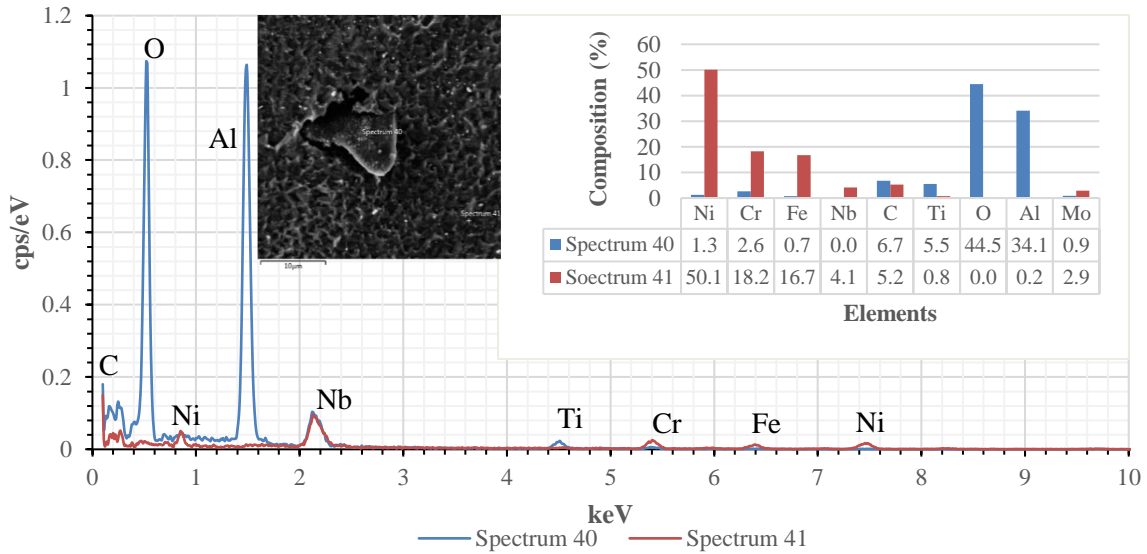 1.2
1
0.8
0.6
0.4
0.2
0
cps/eV
O
Al
C
Ni
Nb
Ti
Cr
Fe
Ni
Spectrum 40
Spectrum 41
10µm
60
50
40
30
20
10
0
Composition (%)
Ni Cr Fe Nb C Ti O Al Mo
Spectrum 40 1.3 2.6 0.7 0.0 6.7 5.5 44.5 34.1 0.9
Soectrum 41 50.1 18.2 16.7 4.1 5.2 0.8 0.0 0.2 2.9
Elements
0 1 2 3 4 5 6 7 8 9 10
keV
Spectrum 40 Spectrum 41